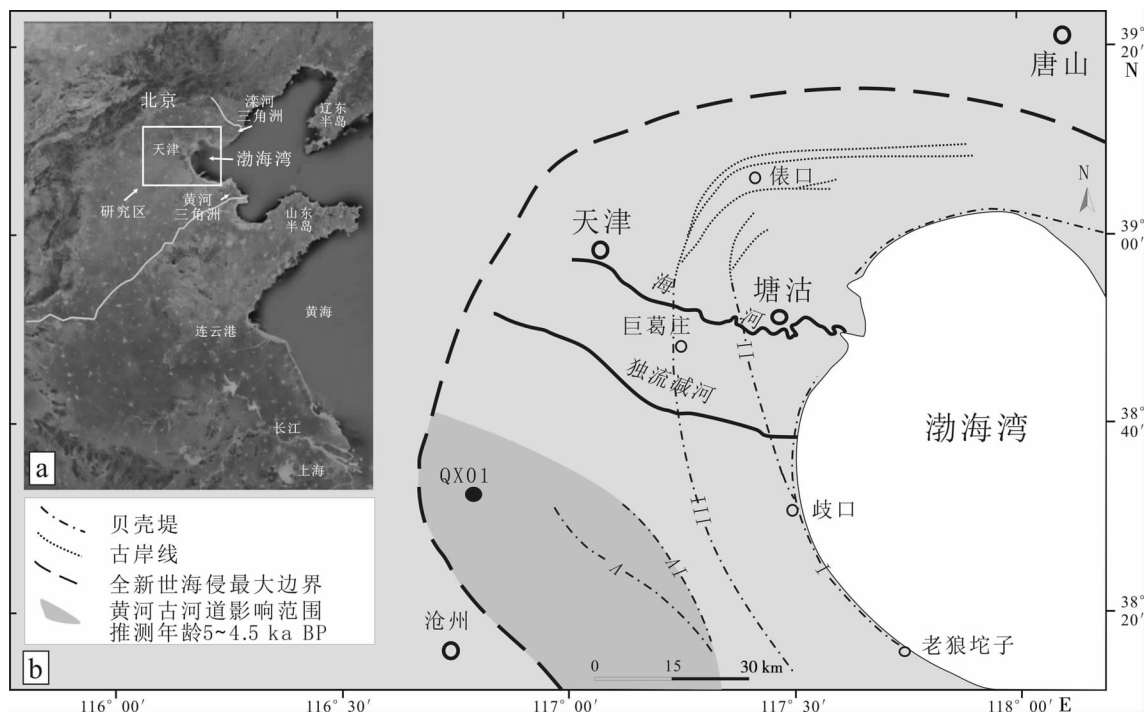 北京
滦河
三角洲
辽东
半岛
天津
渤海湾
研究区
黄河
三角洲
山东
半岛
黄海
连云港
长江
上海
a
贝壳堤
古岸线
全新世海侵最大边界
黄河古河道影响范围
推测年龄5~4.5 ka BP
b
唐山
俵口
N
天津
海
河
塘沽
巨葛庄
II
独流减河
渤海湾
QX01
III
歧口
IV
V
I
沧州
老狼坨子
0 15 30 km
39°
20′
N
39°
00′
38°
40′
38°
20′
116° 00′ 116° 30′ 117° 00′ 117° 30′ 118° 00′ E